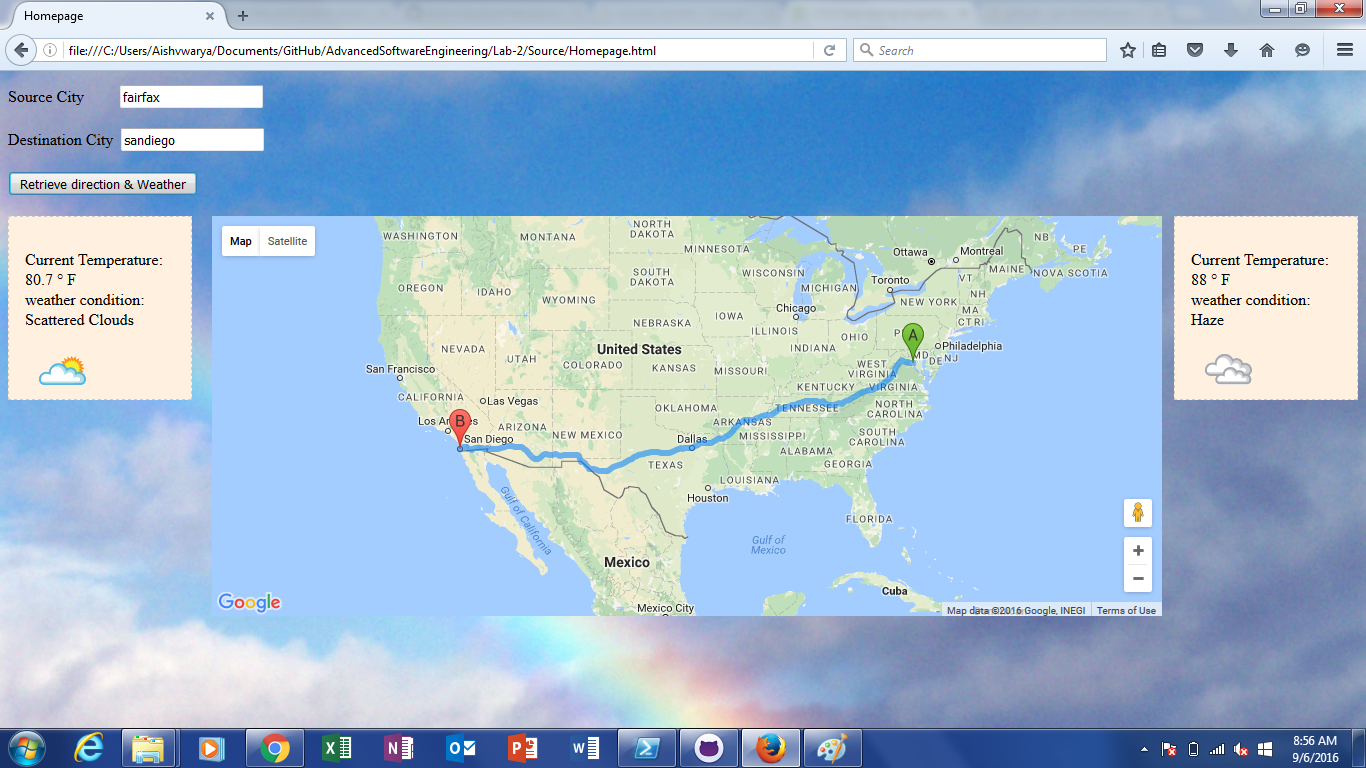 Homepage
file:///C:/Users/Aishvwarya/Documents/GitHub/AdvancedSoftwareEngineering/Lab-2/Source/Homepage.html
Search
Source City fairfax
Destination City sandiego
Retrieve direction & Weather
Current Temperature:
80.7 ° F
weather condition:
Scattered Clouds
Map Satellite
WASHINGTON
MONTANA
NORTH
DAKOTA
MINNESOTA
Ottawa
Montreal
NB
PE
NOVA SCOTIA
MAINE
OREGON
IDAHO
WYOMING
SOUTH
DAKOTA
WISCONSIN
MICHIGAN
Toronto
VT
NH
NEW YORK
MA
CT RI
Chicago
NEBRASKA
IOWA
ILLINOIS
INDIANA
OHIO
A
Philadelphia
MD
DE
NJ
NEVADA
UTAH
COLORADO
United States
KANSAS
MISSOURI
WEST
VIRGINIA
KENTUCKY
VIRGINIA
San Francisco
CALIFORNIA
Las Vegas
B
San Diego
ARIZONA
NEW MEXICO
OKLAHOMA
ARKANSAS
TENNESSEE
NORTH
CAROLINA
SOUTH
CAROLINA
Dallas
MISSISSIPPI
ALABAMA
GEORGIA
TEXAS
LOUISIANA
Houston
FLORIDA
Gulf of California
Gulf of
Mexico
Mexico
Mexico City
Cuba
Google
Map data ©2016 Google, INEGI Terms of Use
Current Temperature:
88 ° F
weather condition:
Haze
8:56 AM
9/6/2016